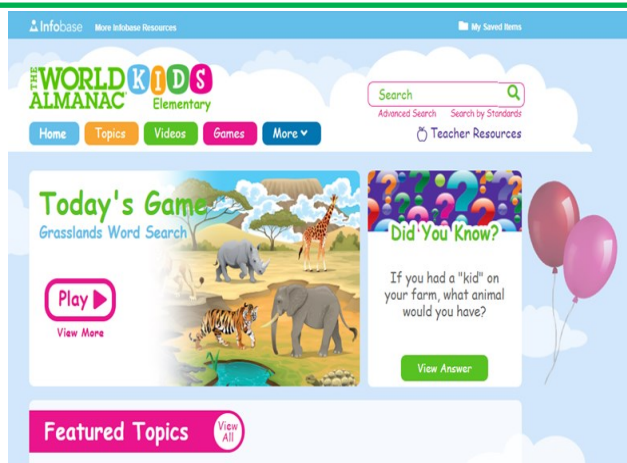 Infobase More Infobase Resources My Saved Items
THE WORLD KIDS
ALMANAC Elementary
Search
Advanced Search Search by Standards
Home Topics Videos Games More
Teacher Resources
Today's Game
Grasslands Word Search
Play
View More
Did You Know?
If you had a "kid" on
your farm, what animal
would you have?
View Answer
Featured Topics
View
All